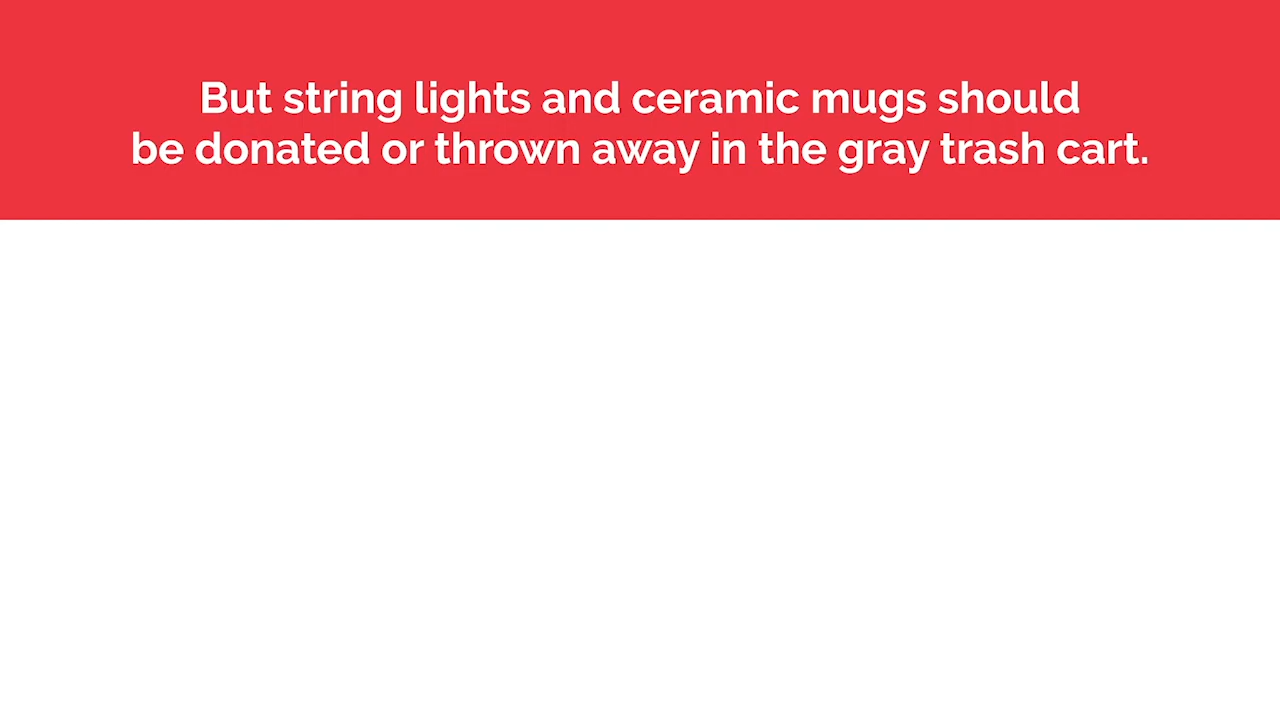 But string lights and ceramic mugs should
be donated or thrown away in the gray trash cart.